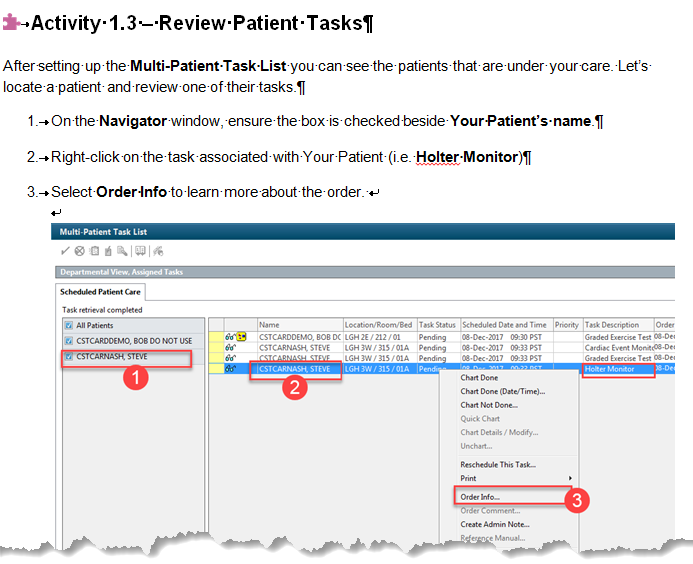 Activity 1.3 – Review Patient Tasks¶
After setting up the Multi-Patient Task List you can see the patients that are under your care. Let's
locate a patient and review one of their tasks.¶
1. On the Navigator window, ensure the box is checked beside Your Patient's name.¶
2. Right-click on the task associated with Your Patient (i.e. Holter Monitor)¶
3. Select Order Info to learn more about the order.
Multi-Patient Task List
Departmental View, Assigned Tasks
Scheduled Patient Care
Task retrieval completed
All Patients
CSTCARDDEMO, BOB DO NOT USE
CSTCARNASH, STEVE
1
Name Location/Room/Bed Task Status Scheduled Date and Time Priority Task Description Order
CSTCARDDEMO, BOB DC LGH 2E / 212 / 01 Pending 08-Dec-2017 09:30 PST Graded Exercise Test 08-Dec
CSTCARNASH, STEVE LGH 3W / 315 / 01A Pending 08-Dec-2017 09:33 PST Cardiac Event Monit 08-Dec
CSTCARNASH, STEVE LGH 3W / 315 / 01A Pending 08-Dec-2017 09:33 PST Graded Exercise Test 08-Dec
CSTCARNASH, STEVE LGH 3W / 315 / 01A Pending 08-Dec-2017 09:33 PST Holter Monitor 08-Dec
2
Chart Done
Chart Done (Date/Time)...
Chart Not Done...
Quick Chart
Chart Details / Modify...
Unchart...
Reschedule This Task...
Print
Order Info...
3
Order Comment...
Create Admin Note...
Reference Manual...